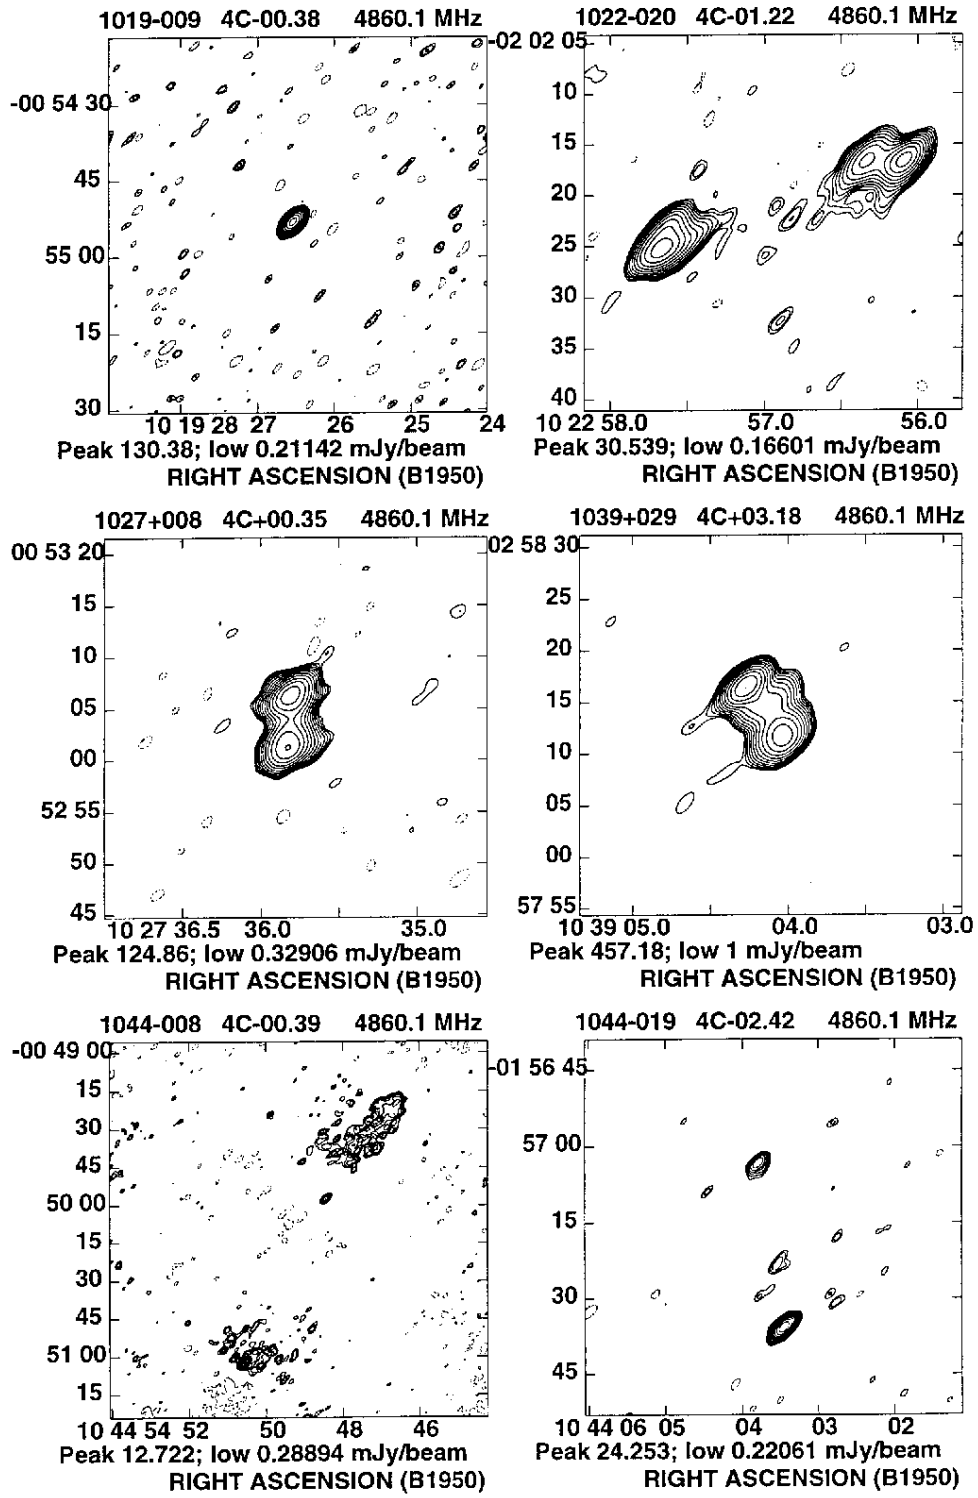 1019-009 4C-00.38 4860.1 MHz
-00 54 30
45
55 00
15
30
10 19 28 27 26 25 24
Peak 130.38; low 0.21142 mJy/beam
RIGHT ASCENSION (B1950)
1022-020 4C-01.22 4860.1 MHz
-02 02 05
10
15
20
25
30
35
40
10 22 58.0 57.0 56.0
Peak 30.539; low 0.16601 mJy/beam
RIGHT ASCENSION (B1950)
1027+008 4C+00.35 4860.1 MHz
00 53 20
15
10
05
00
52 55
50
45
10 27 36.5 36.0 35.0
Peak 124.86; low 0.32906 mJy/beam
RIGHT ASCENSION (B1950)
1039+029 4C+03.18 4860.1 MHz
02 58 30
25
20
15
10
05
00
57 55
10 39 05.0 04.0 03.0
Peak 457.18; low 1 mJy/beam
RIGHT ASCENSION (B1950)
1044-008 4C-00.39 4860.1 MHz
-00 49 00
15
30
45
50 00
15
30
45
51 00
15
10 44 54 52 50 48 46
Peak 12.722; low 0.28894 mJy/beam
RIGHT ASCENSION (B1950)
1044-019 4C-02.42 4860.1 MHz
-01 56 45
57 00
15
30
45
10 44 06 05 04 03 02
Peak 24.253; low 0.22061 mJy/beam
RIGHT ASCENSION (B1950)